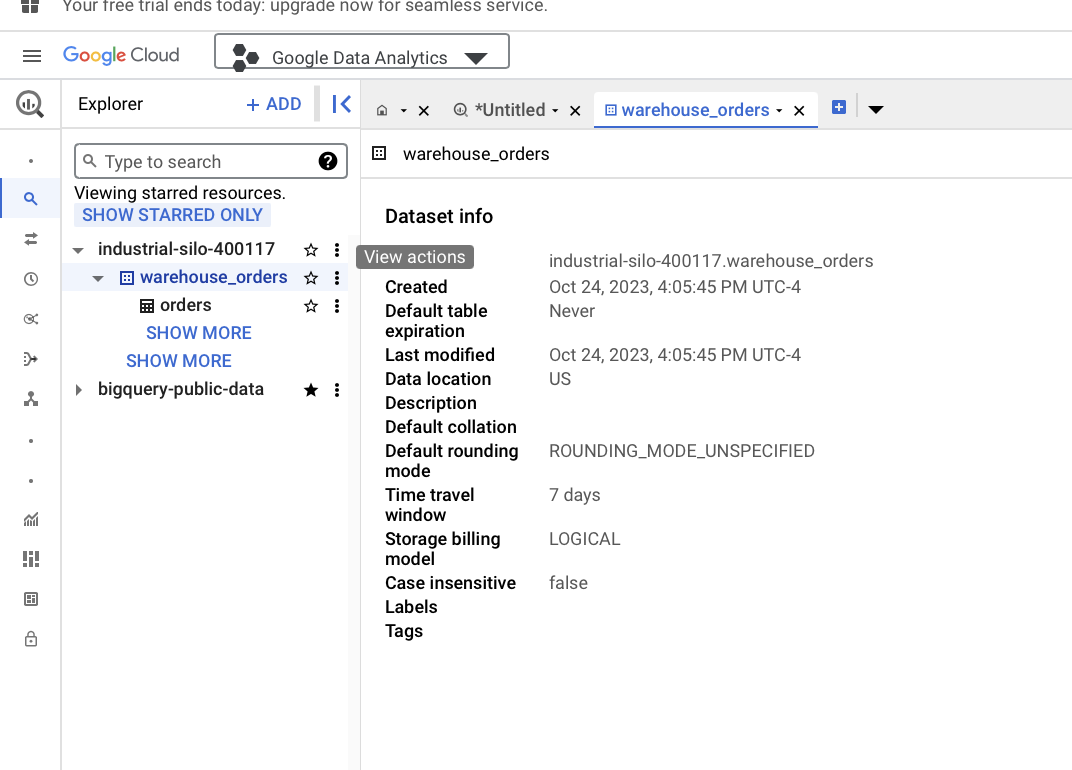 Your free trial ends today: upgrade now for seamless service.
Google Cloud
Google Data Analytics
Explorer
+ ADD
*Untitled
warehouse_orders
Type to search
Viewing starred resources.
SHOW STARRED ONLY
industrial-silo-400117
warehouse_orders
orders
SHOW MORE
SHOW MORE
bigquery-public-data
warehouse_orders
Dataset info
View actions
industrial-silo-400117.warehouse_orders
Created Oct 24, 2023, 4:05:45 PM UTC-4
Default table Never
expiration
Last modified Oct 24, 2023, 4:05:45 PM UTC-4
Data location US
Description
Default collation
Default rounding ROUNDING_MODE_UNSPECIFIED
mode
Time travel 7 days
window
Storage billing LOGICAL
model
Case insensitive false
Labels
Tags